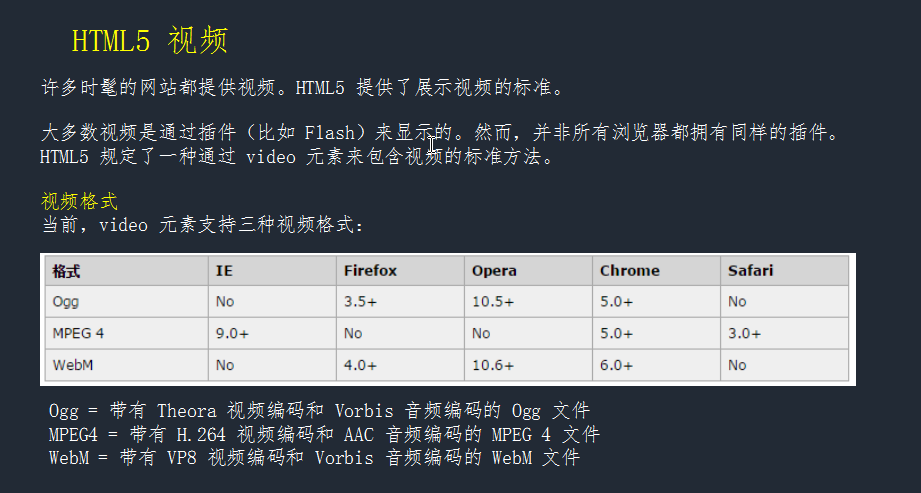 HTML5 视频
许多时髦的网站都提供视频。HTML5 提供了展示视频的标准。
大多数视频是通过插件（比如 Flash）来显示的。然而，并非所有浏览器都拥有同样的插件。
HTML5 规定了一种通过 video 元素来包含视频的标准方法。
视频格式
当前，video 元素支持三种视频格式：
格式 IE Firefox Opera Chrome Safari
Ogg No 3.5+ 10.5+ 5.0+ No
MPEG 4 9.0+ No No 5.0+ 3.0+
WebM No 4.0+ 10.6+ 6.0+ No
Ogg = 带有 Theora 视频编码和 Vorbis 音频编码的 Ogg 文件
MPEG4 = 带有 H.264 视频编码和 AAC 音频编码的 MPEG 4 文件
WebM = 带有 VP8 视频编码和 Vorbis 音频编码的 WebM 文件